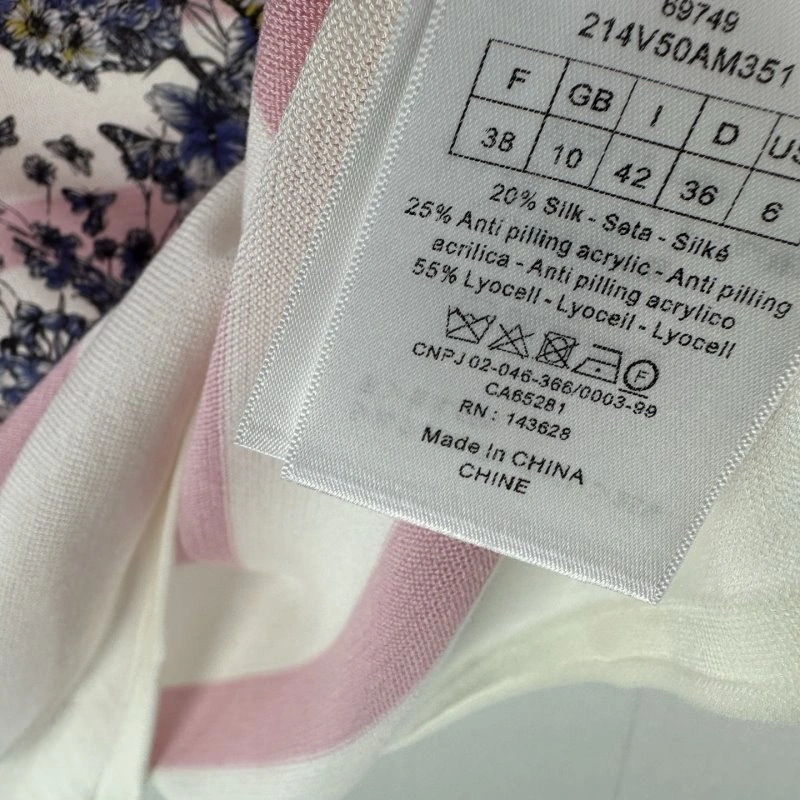 69749
214V50AM351
F GB I D US
38 10 42 36 6
20% Silk - Seta - Silké
25% Anti pilling acrylic - Anti pilling
acrilica - Anti pilling acrylico
55% Lyocell - Lyocell - Lyocell
F
CNPJ 02-046-366/0003-99
CA65281
RN : 143628
Made In CHINA
CHINE